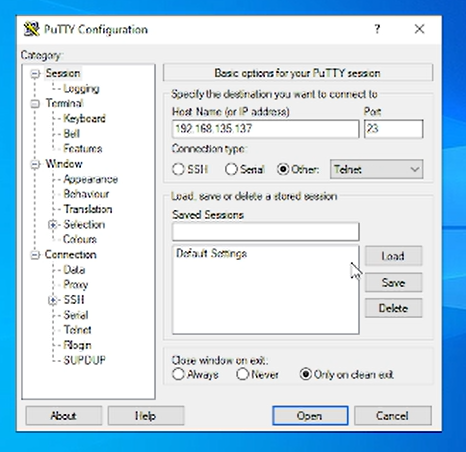 PuTTY Configuration
?
Category:
Session
Logging
Terminal
Keyboard
Bell
Features
Window
Appearance
Behaviour
Translation
Selection
Colours
Connection
Data
Proxy
SSH
Serial
Telnet
Rlogin
SUPDUP
Basic options for your PuTTY session
Specify the destination you want to connect to
Host Name (or IP address) Port
192.168.135.137 23
Connection type:
SSH Serial Other: Telnet
Load, save or delete a stored session
Saved Sessions
Default Settings
Load
Save
Delete
Close window on exit:
Always Never Only on clean exit
About Help Open Cancel